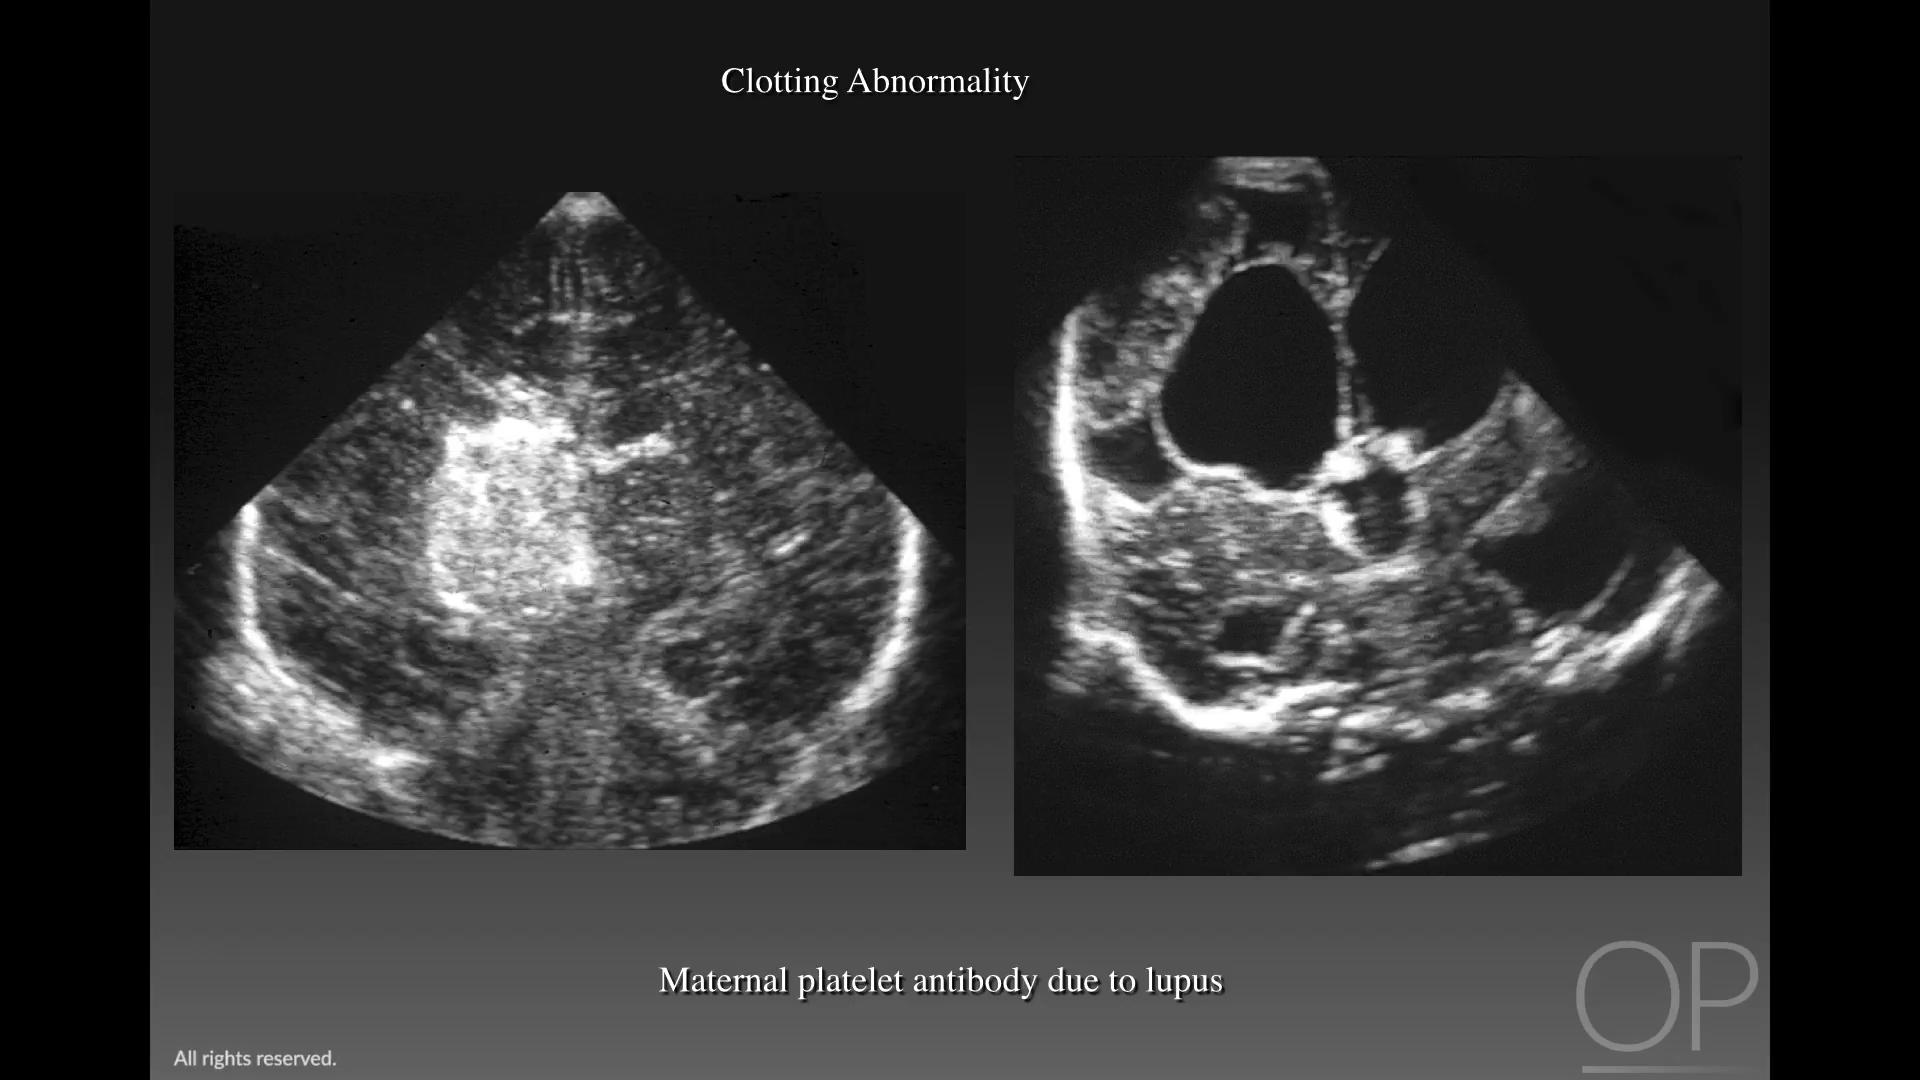 Clotting Abnormality
Maternal platelet antibody due to lupus
All rights reserved.
OP